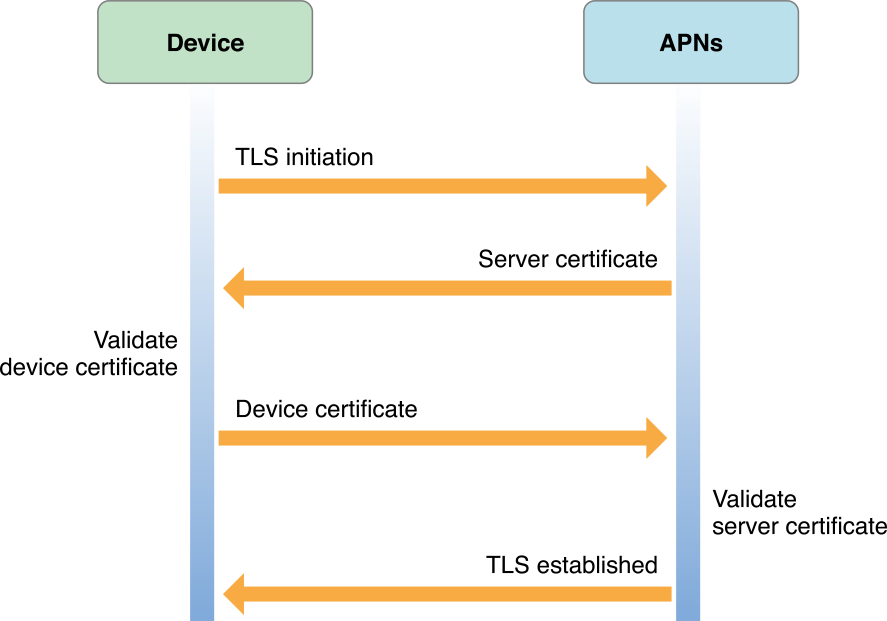 Device
APNs
TLS initiation
Server certificate
Validate
device certificate
Device certificate
Validate
server certificate
TLS established